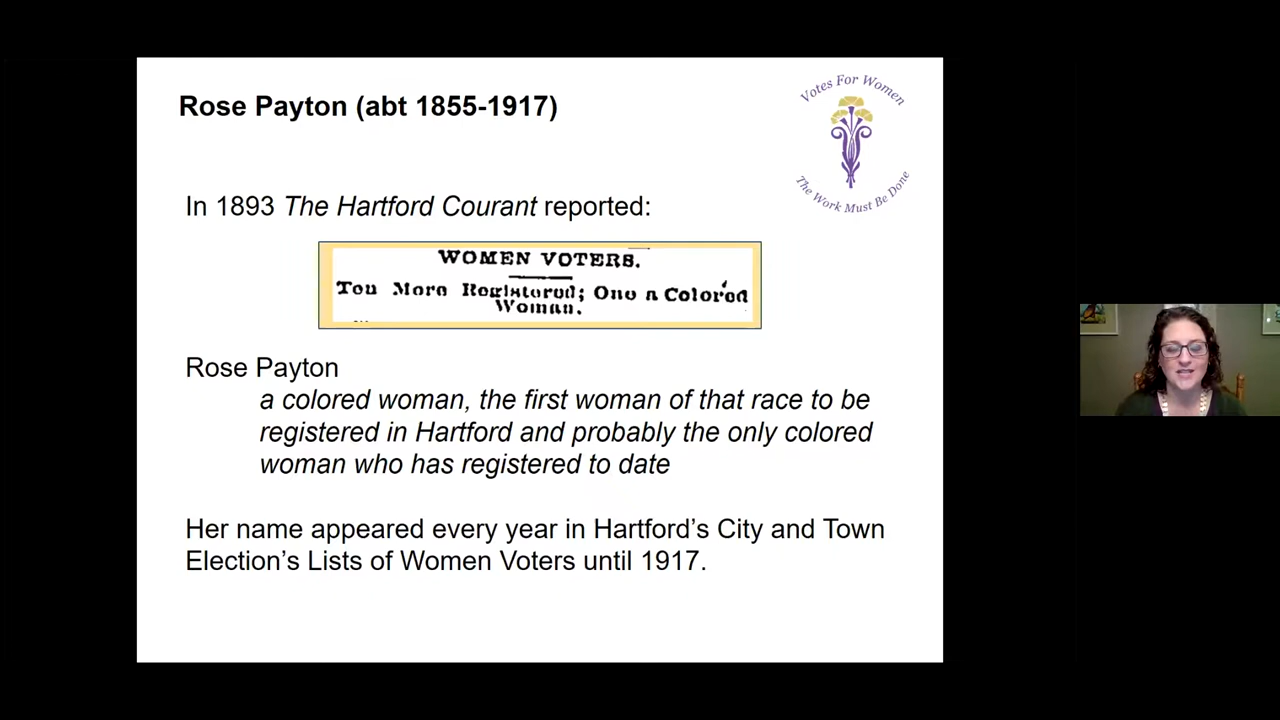 Rose Payton (abt 1855-1917)
Votes For Women
The Work Must Be Done
In 1893 The Hartford Courant reported:
WOMEN VOTERS.
Ten More Registered; One a Colored
Woman.
Rose Payton
a colored woman, the first woman of that race to be
registered in Hartford and probably the only colored
woman who has registered to date
Her name appeared every year in Hartford’s City and Town
Election’s Lists of Women Voters until 1917.